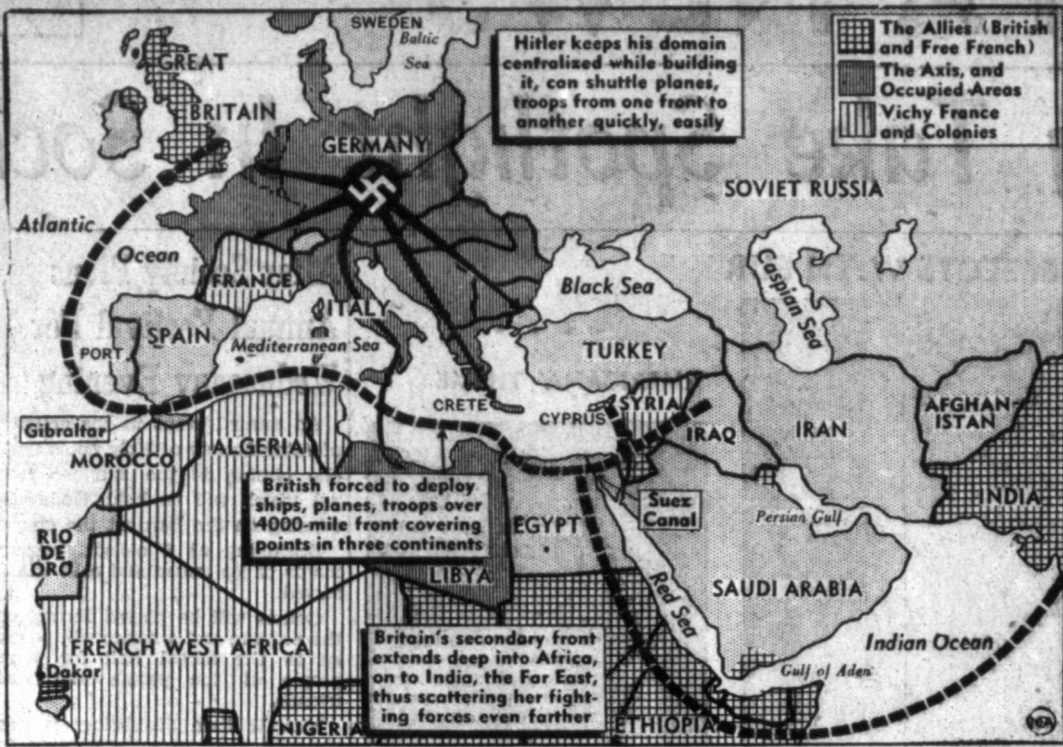 SWEDEN
Baltic
Sea
GREAT
BRITAIN
GERMANY
Hitler keeps his domain
centralized while building
it, can shuttle planes,
troops from one front to
another quickly, easily
The Allies (British
and Free French)
The Axis, and
Occupied Areas
Vichy France
and Colonies
SOVIET RUSSIA
Atlantic
Ocean
FRANCE
ITALY
Black Sea
Caspian Sea
SPAIN
PORT
Mediterranean Sea
TURKEY
CRETE
CYPRUS
SYRIA
IRAQ
IRAN
AFGHAN-
ISTAN
Gibraltar
MOROCCO
ALGERIA
British forced to deploy
ships, planes, troops over
4000-mile front covering
points in three continents
EGYPT
Suez
Canal
Persian Gulf
INDIA
RIO
DE
ORO
LIBYA
Red Sea
SAUDI ARABIA
FRENCH WEST AFRICA
Dakar
Britain's secondary front
extends deep into Africa,
on to India, the Far East,
thus scattering her fight-
ing forces even farther
Indian Ocean
Gulf of Aden
NIGERIA
ETHIOPIA
NEA